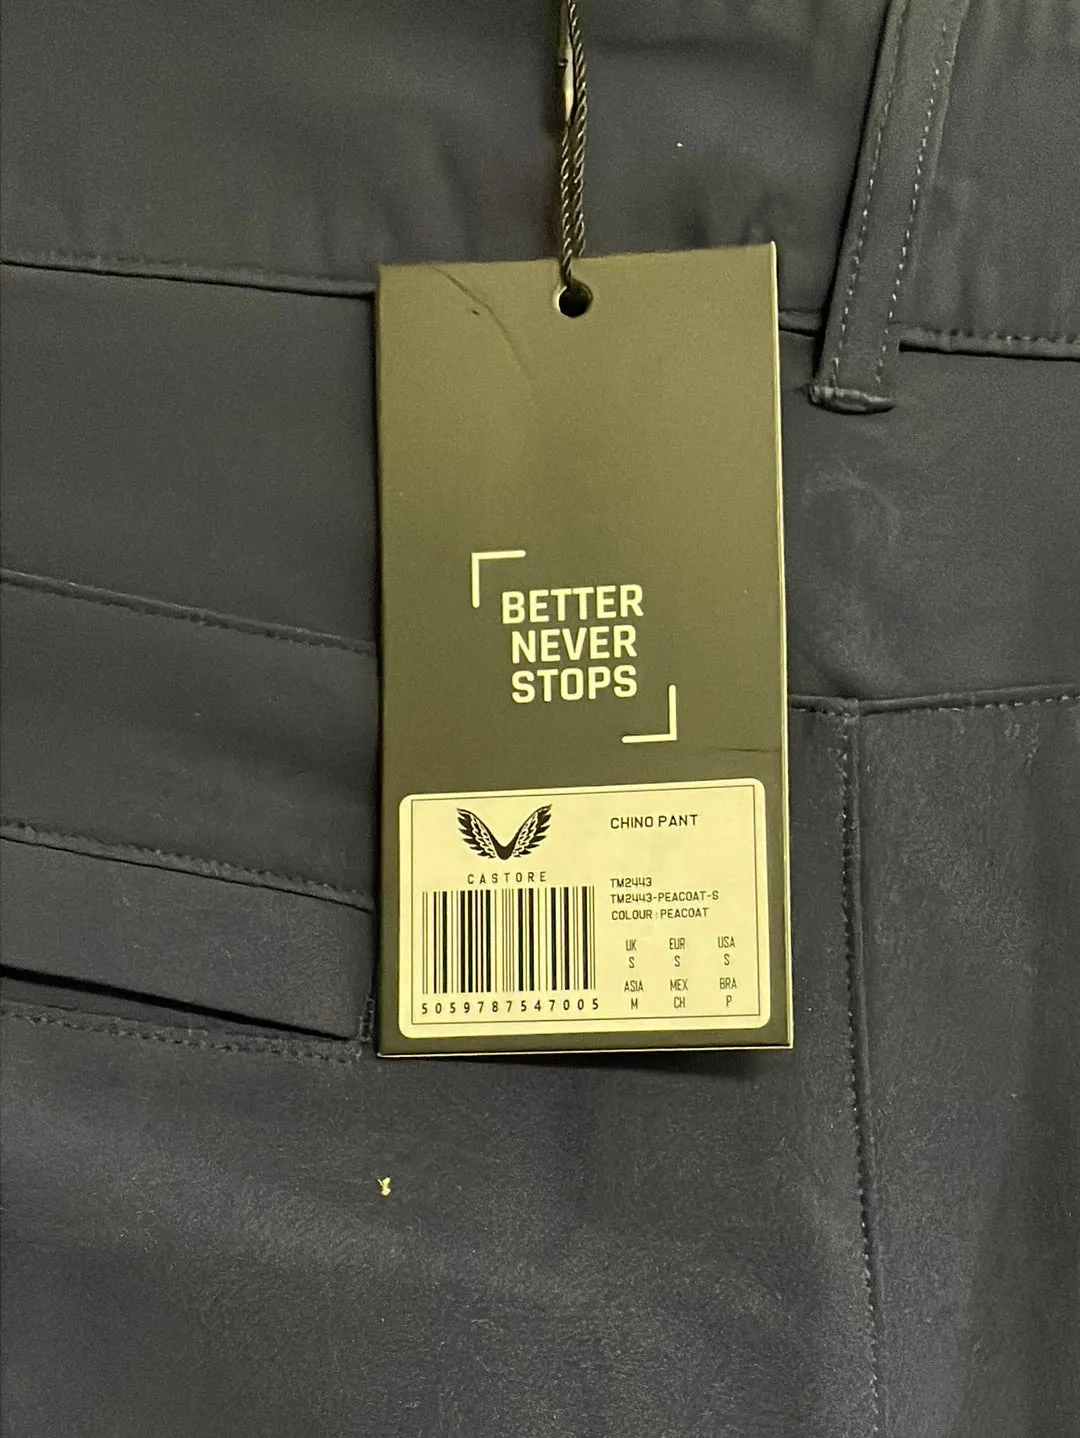 BETTER
NEVER
STOPS
CASTORE
CHINO PANT
TM2443
TM2443-PEACOAT-S
COLOUR : PEACOAT
UK EUR USA
S S S
ASIA MEX BRA
M CH P
5059787547005